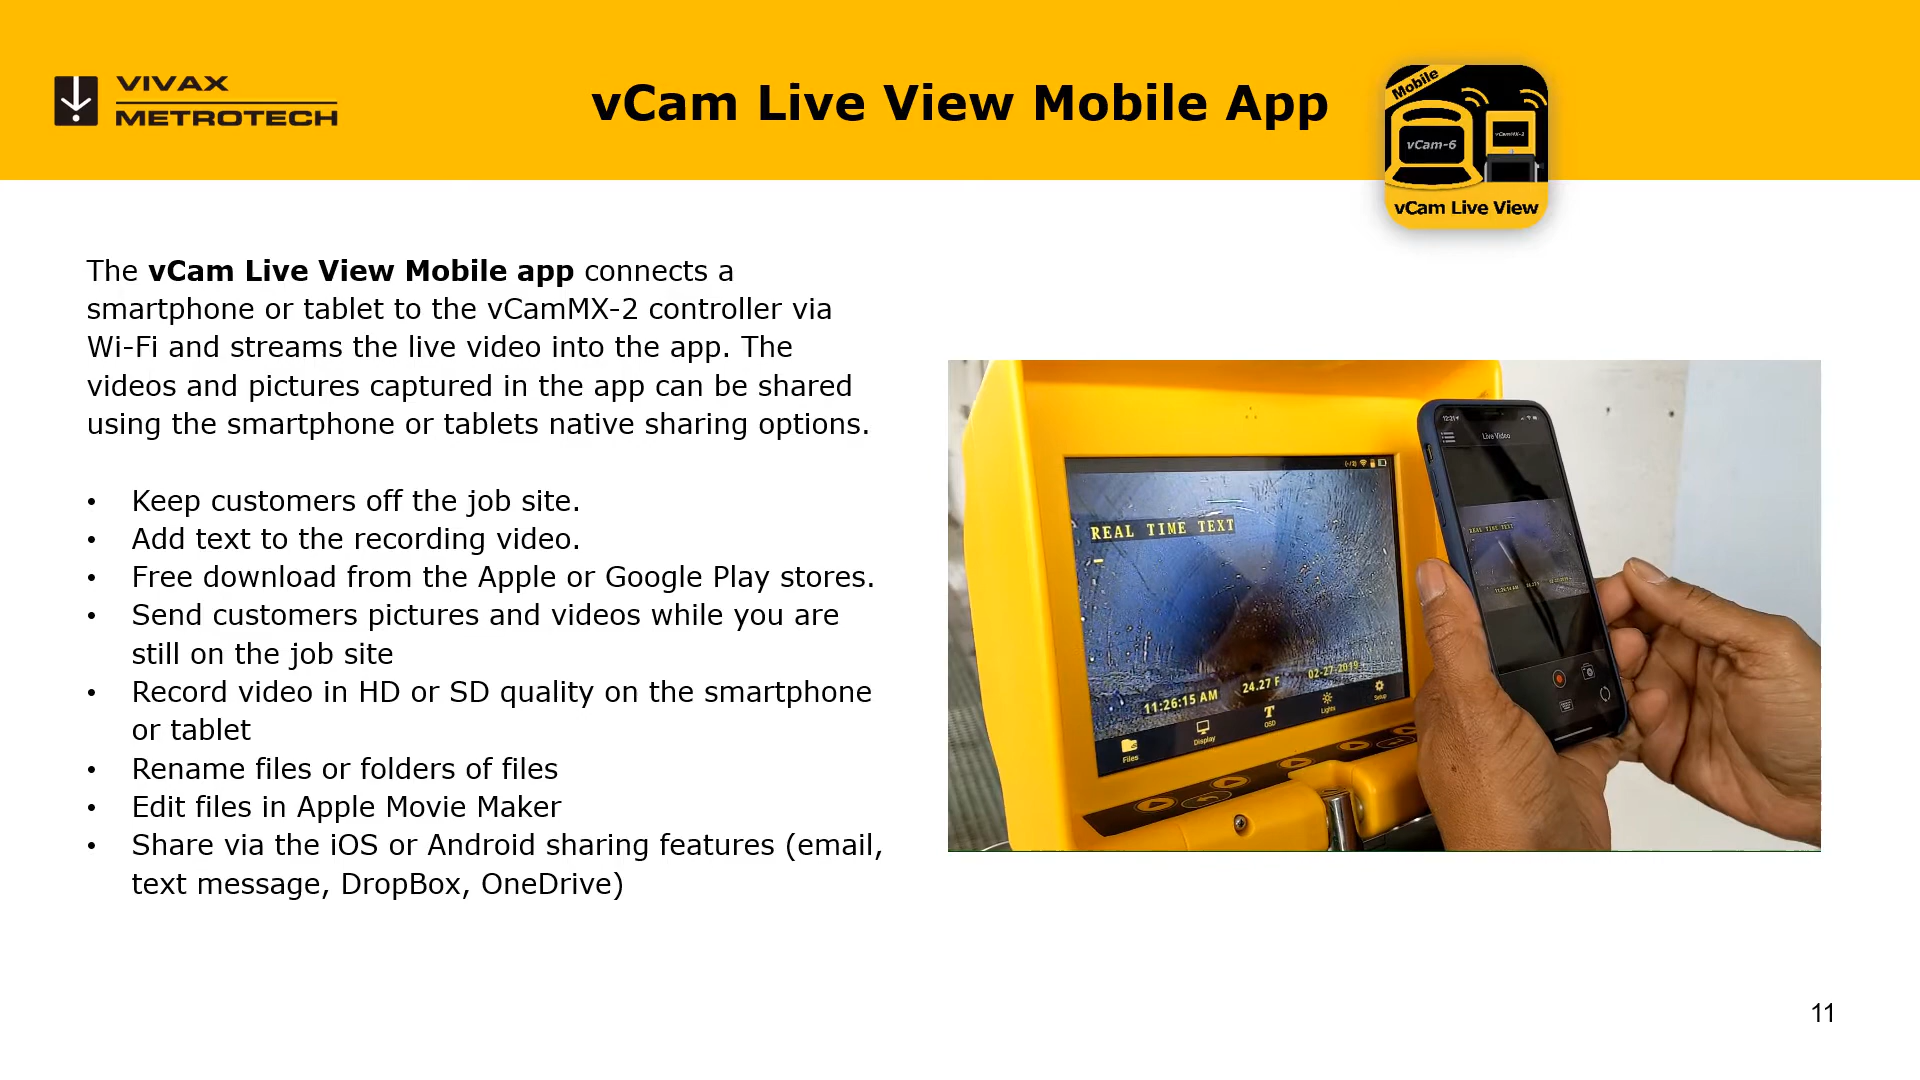 VIVAX
METROTECH
vCam Live View Mobile App
Mobile
vCam-6
vCamMX-2
vCam Live View
The vCam Live View Mobile app connects a
smartphone or tablet to the vCamMX-2 controller via
Wi-Fi and streams the live video into the app. The
videos and pictures captured in the app can be shared
using the smartphone or tablets native sharing options.
• Keep customers off the job site.
• Add text to the recording video.
• Free download from the Apple or Google Play stores.
• Send customers pictures and videos while you are
still on the job site
• Record video in HD or SD quality on the smartphone
or tablet
• Rename files or folders of files
• Edit files in Apple Movie Maker
• Share via the iOS or Android sharing features (email,
text message, DropBox, OneDrive)
REAL TIME TEXT
11:26:15 AM 24.27 F 02-27-2019
Files Display OSD Lights Setup
12:21
Live Video
REAL TIME TEXT
11